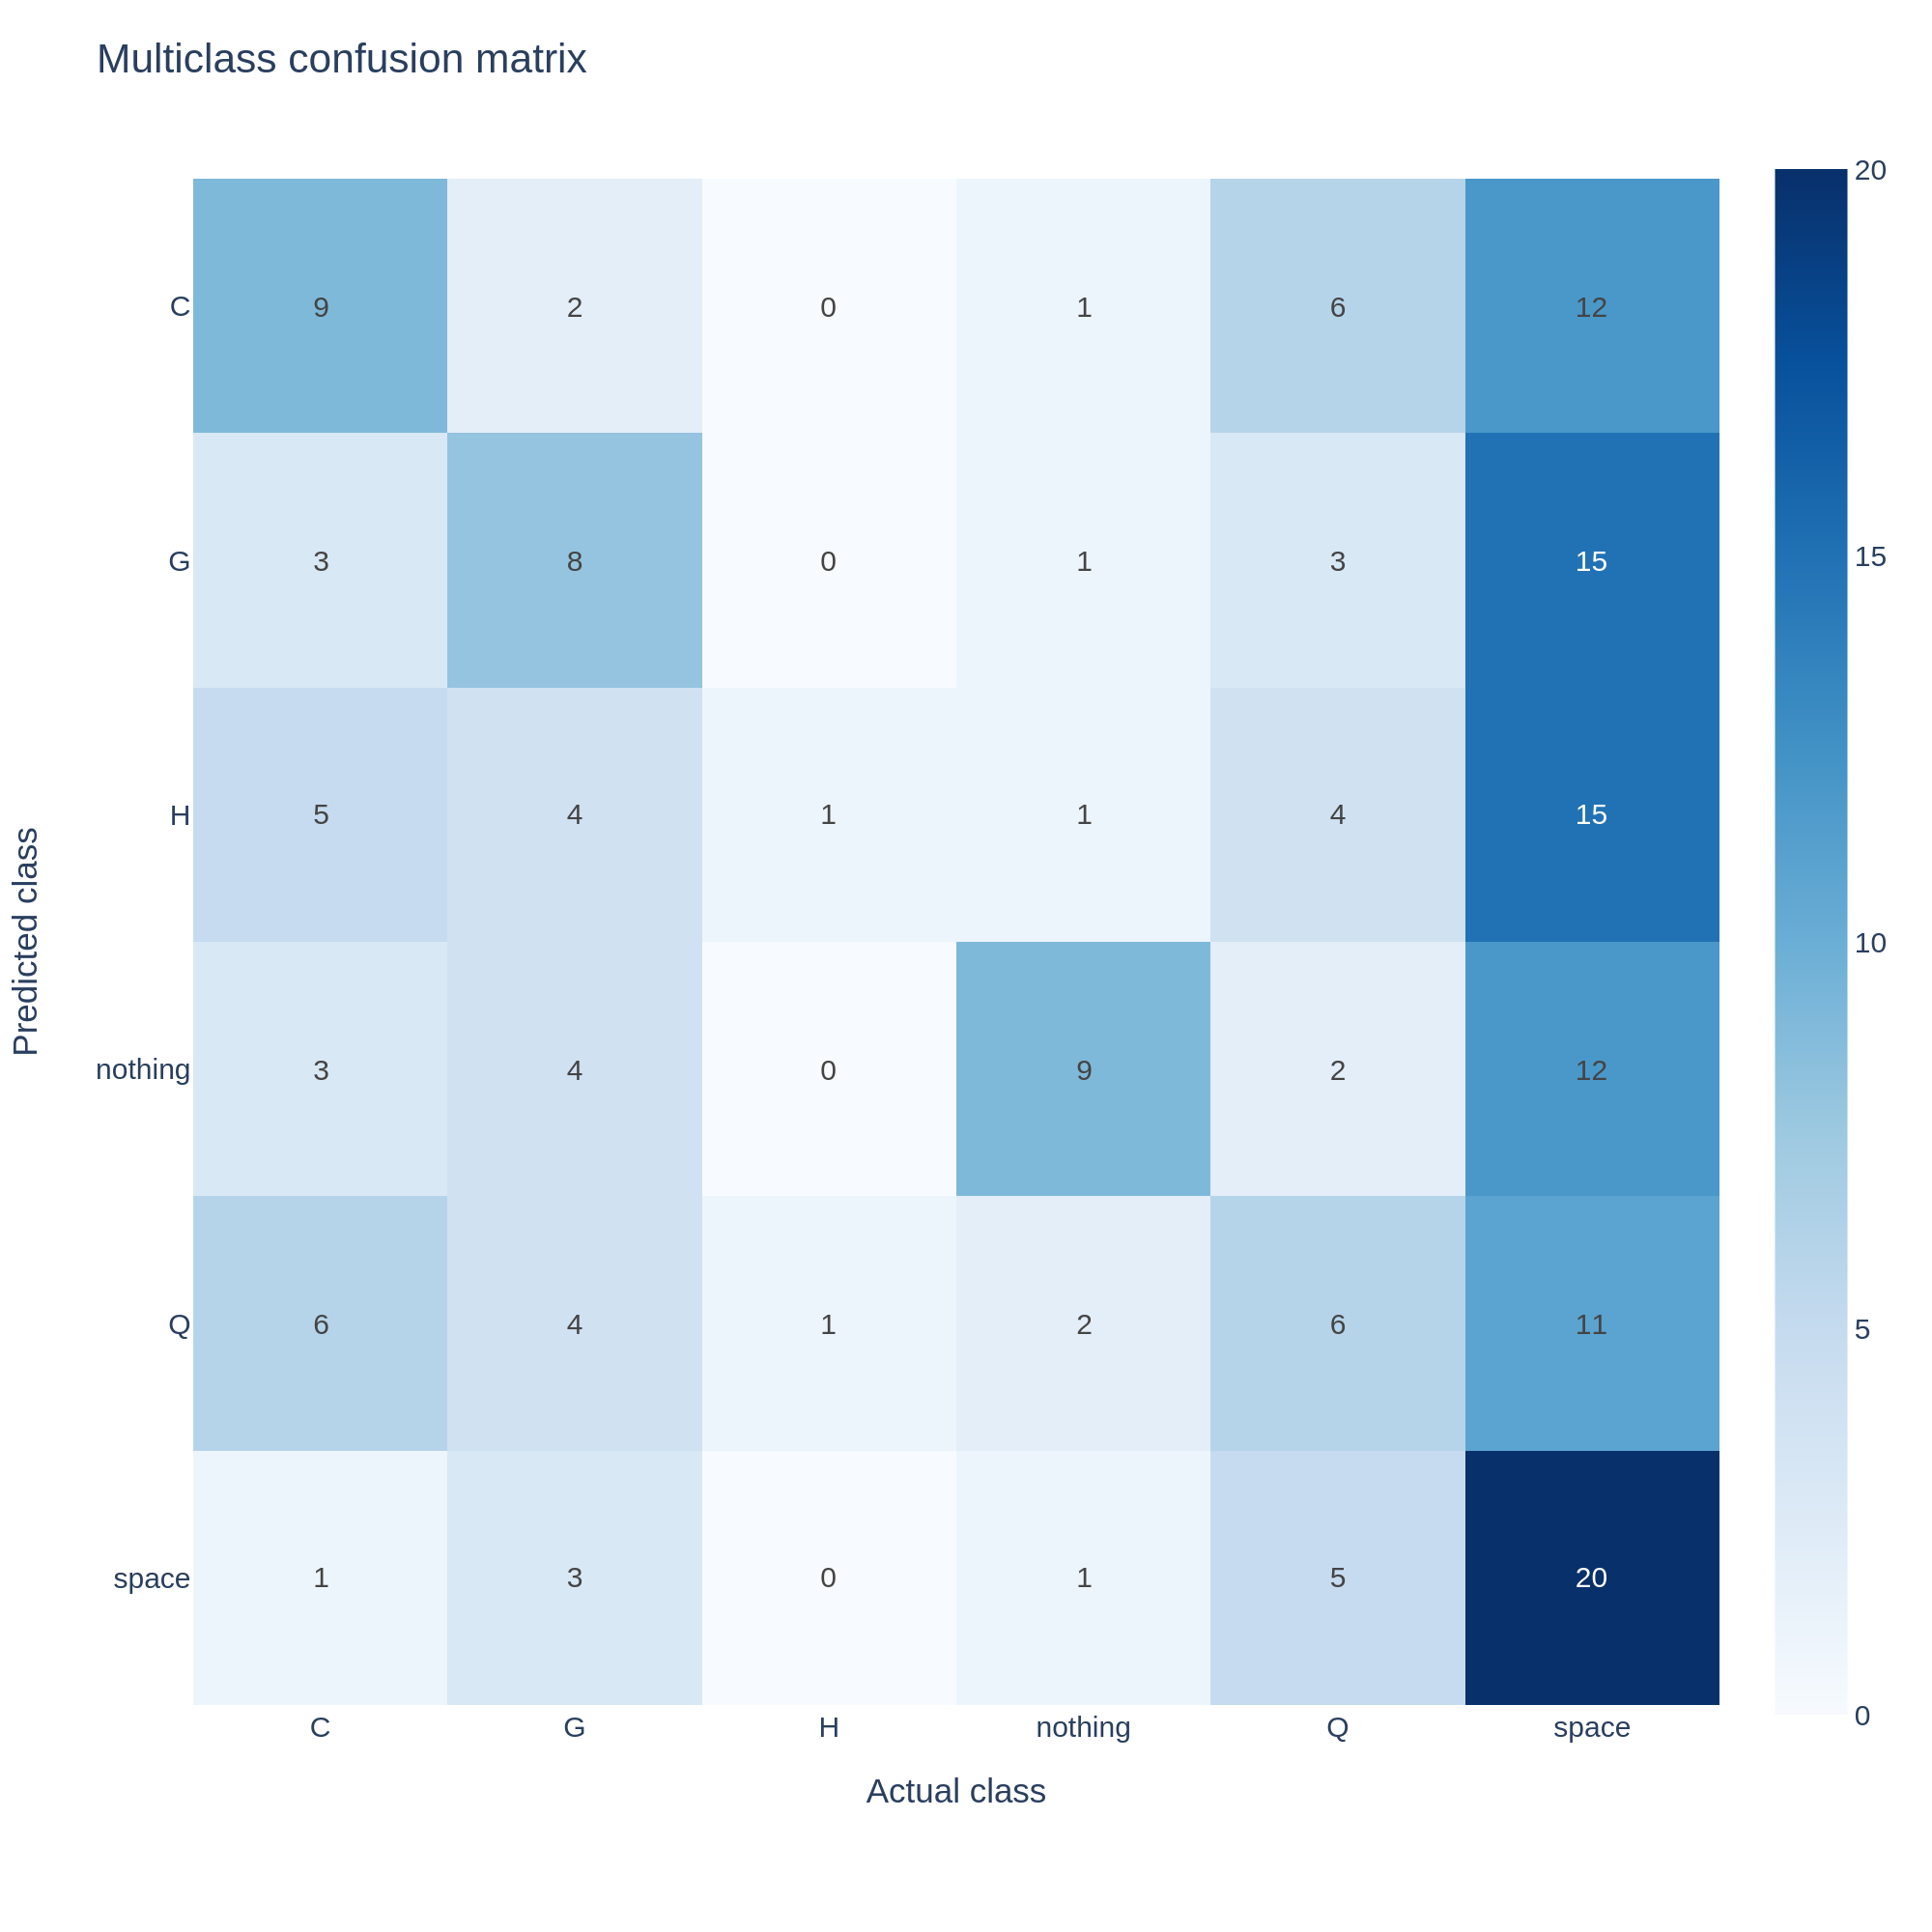 Multiclass confusion matrix
20
C 9 2 0 1 6 12
G 3 8 0 1 3 15
15
H 5 4 1 1 4 15
Predicted class
10
nothing 3 4 0 9 2 12
Q 6 4 1 2 6 11
5
space 1 3 0 1 5 20
0
C G H nothing Q space
Actual class